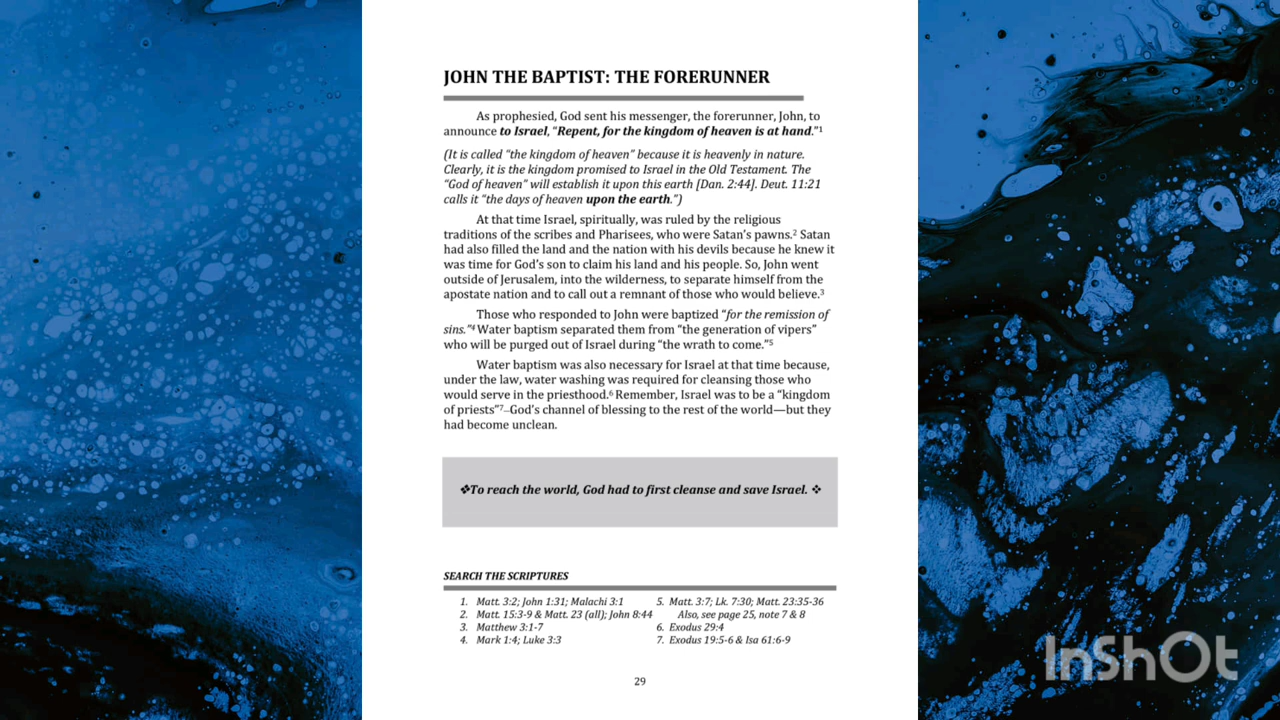 JOHN THE BAPTIST: THE FORERUNNER
As prophesied, God sent his messenger, the forerunner, John, to
announce to Israel, “Repent, for the kingdom of heaven is at hand.”¹
(It is called “the kingdom of heaven” because it is heavenly in nature.
Clearly, it is the kingdom promised to Israel in the Old Testament. The
“God of heaven” will establish it upon this earth [Dan. 2:44]. Deut. 11:21
calls it “the days of heaven upon the earth.”)
At that time Israel, spiritually, was ruled by the religious
traditions of the scribes and Pharisees, who were Satan’s pawns.² Satan
had also filled the land and the nation with his devils because he knew it
was time for God’s son to claim his land and his people. So, John went
outside of Jerusalem, into the wilderness, to separate himself from the
apostate nation and to call out a remnant of those who would believe.³
Those who responded to John were baptized “for the remission of
sins.”⁴ Water baptism separated them from “the generation of vipers”
who will be purged out of Israel during “the wrath to come.”⁵
Water baptism was also necessary for Israel at that time because,
under the law, water washing was required for cleansing those who
would serve in the priesthood.⁶ Remember, Israel was to be a “kingdom
of priests”⁷–God’s channel of blessing to the rest of the world—but they
had become unclean.
❖To reach the world, God had to first cleanse and save Israel. ❖
SEARCH THE SCRIPTURES
1. Matt. 3:2; John 1:31; Malachi 3:1
2. Matt. 15:3-9 & Matt. 23 (all); John 8:44
3. Matthew 3:1-7
4. Mark 1:4; Luke 3:3
5. Matt. 3:7; Lk. 7:30; Matt. 23:35-36
Also, see page 25, note 7 & 8
6. Exodus 29:4
7. Exodus 19:5-6 & Isa 61:6-9
29
InShOt